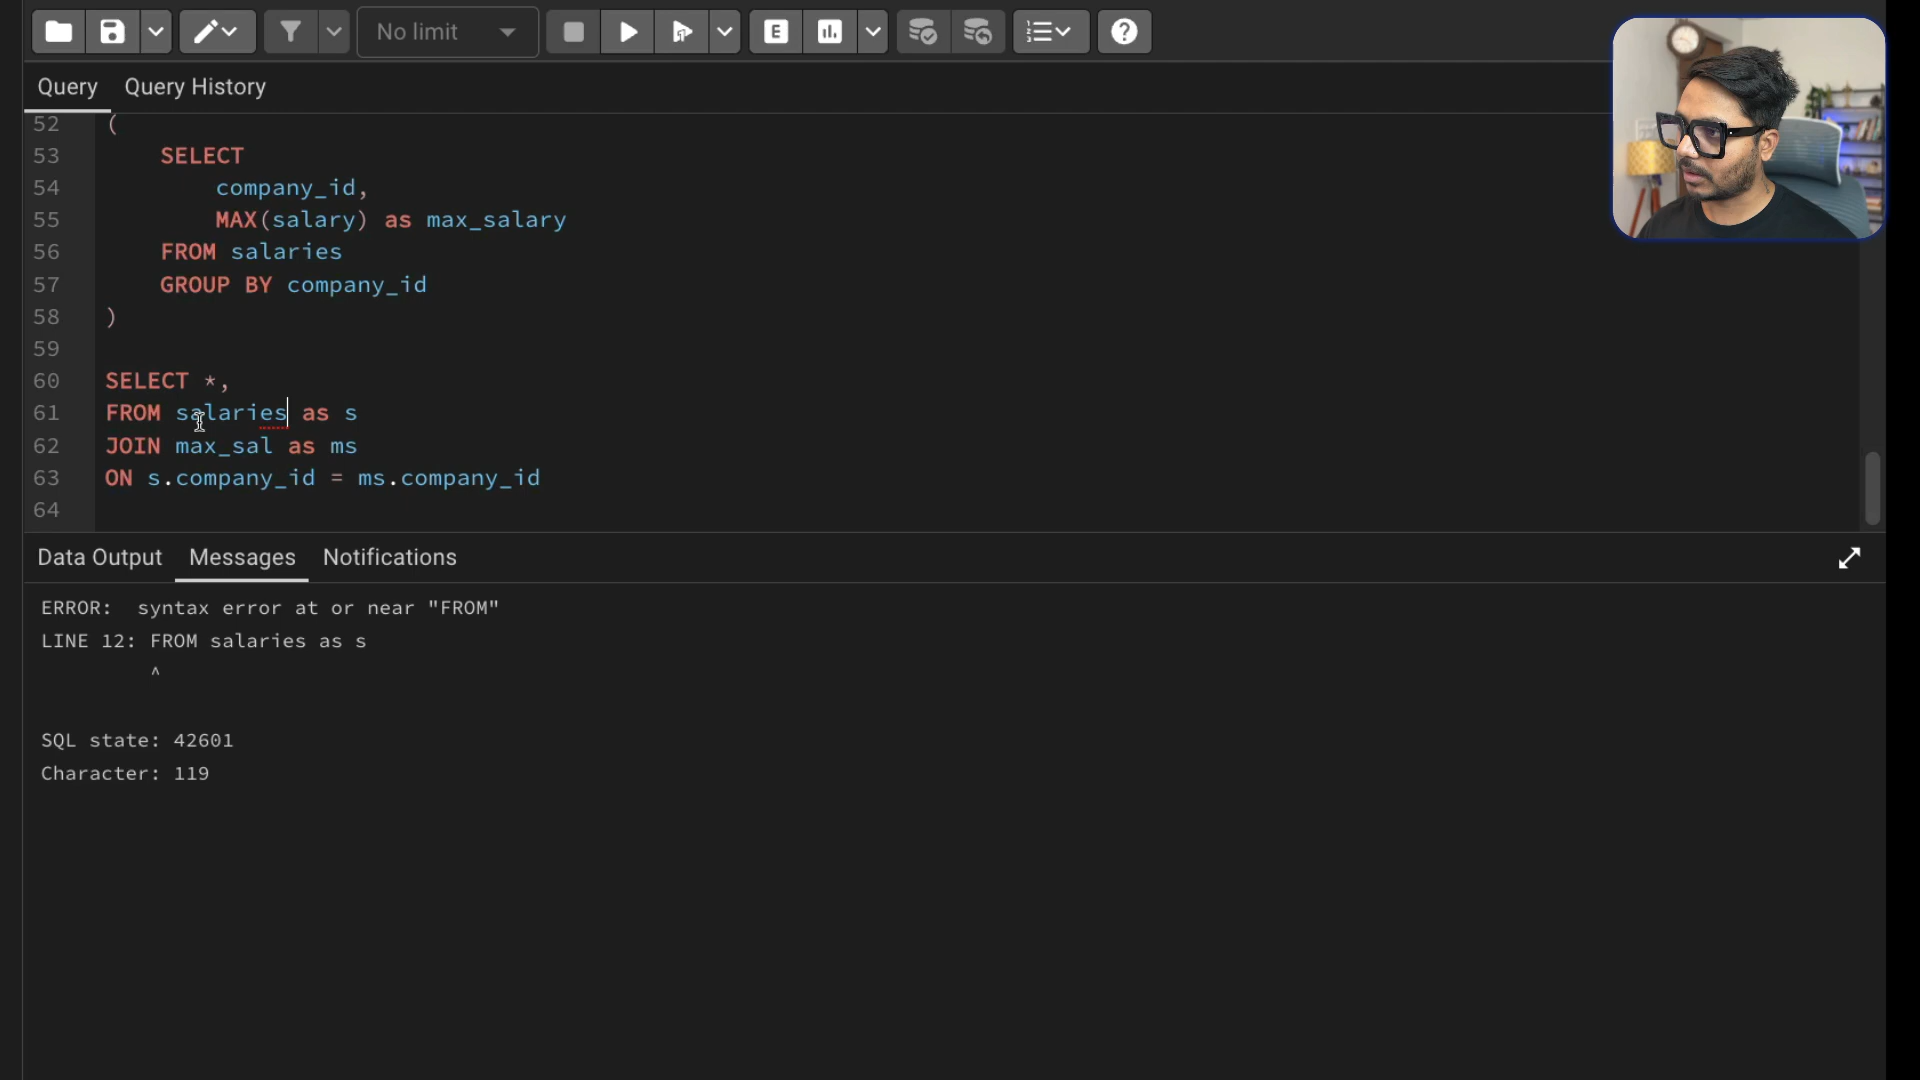 No limit
E
Query Query History
52 (
53 SELECT
54 company_id,
55 MAX(salary) as max_salary
56 FROM salaries
57 GROUP BY company_id
58 )
59
60 SELECT *,
61 FROM salaries as s
62 JOIN max_sal as ms
63 ON s.company_id = ms.company_id
64
Data Output Messages Notifications
ERROR: syntax error at or near "FROM"
LINE 12: FROM salaries as s
^
SQL state: 42601
Character: 119